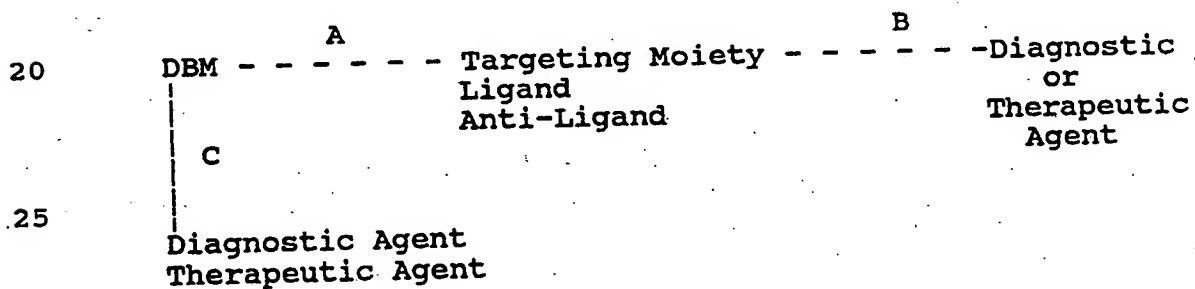 A B
20 DBM - - - - - - Targeting Moiety - - - - - -Diagnostic
Ligand or
Anti-Ligand Therapeutic
C Agent
25
Diagnostic Agent
Therapeutic Agent